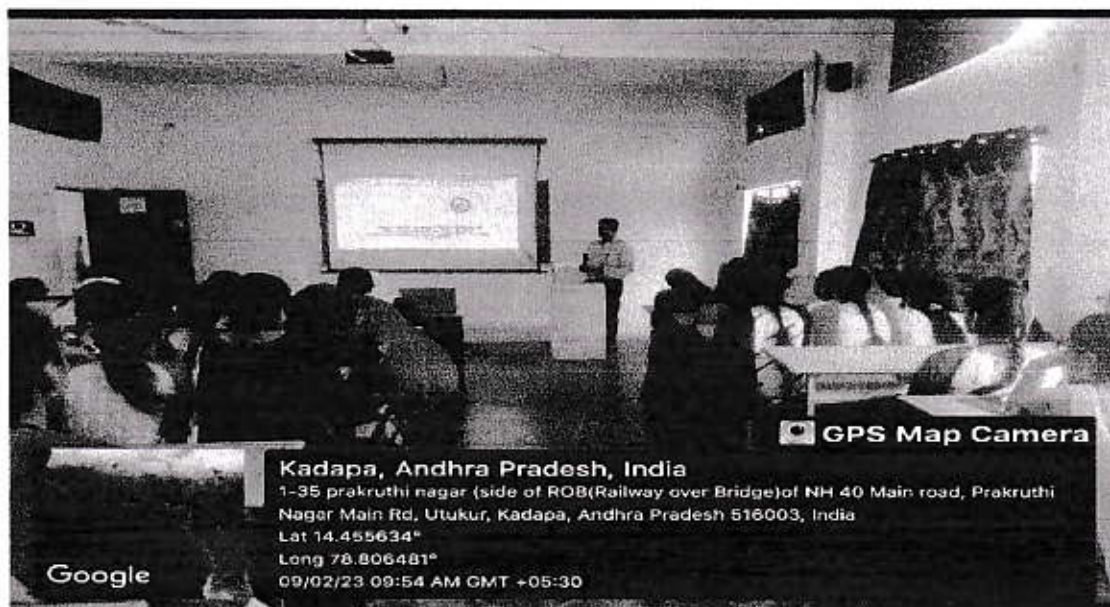 GPS Map Camera
Kadapa, Andhra Pradesh, India
1-35 prakruthi nagar (side of ROB(Railway over Bridge)of NH 40 Main road, Prakruthi
Nagar Main Rd, Utukur, Kadapa, Andhra Pradesh 516003, India
Lat 14.455634°
Long 78.806481°
09/02/23 09:54 AM GMT +05:30
Google